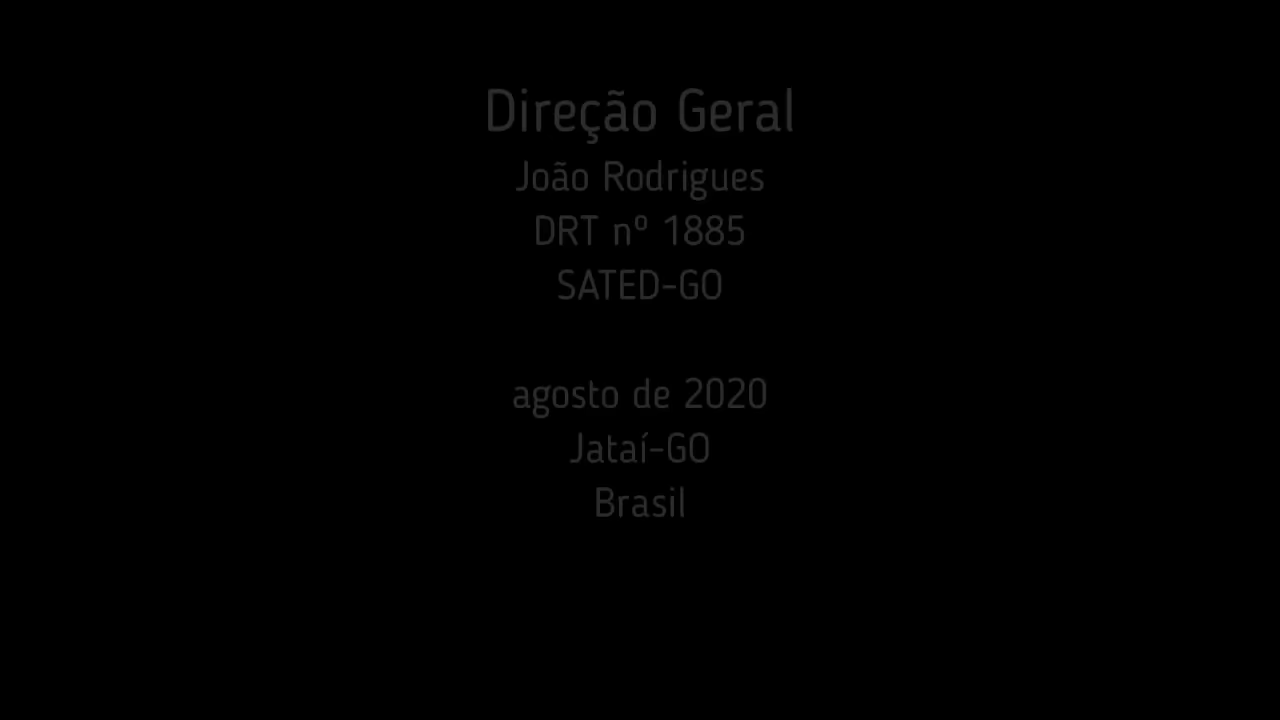 Direção Geral
João Rodrigues
DRT nº 1885
SATED-GO
agosto de 2020
Jataí-GO
Brasil